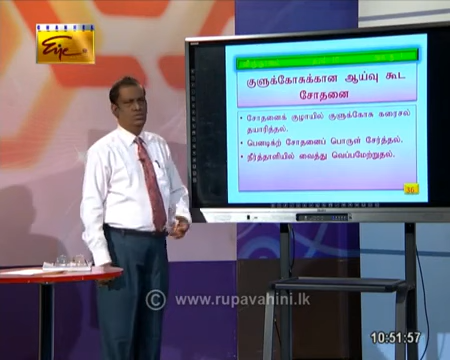 CHANNEL
Eye
குளுக்கோசுக்கான ஆய்வு கூட
சோதனை
• சோதனைக் குழாயில் குளுக்கோசு கரைசல்
தயாரித்தல்.
• பெனடிக்ற் சோதனைப் பொருள் சேர்த்தல்.
• நீர்த்தாளியில் வைத்து வெப்பமேற்றுதல்.
36
© www.rupavahini.lk
10:51:57